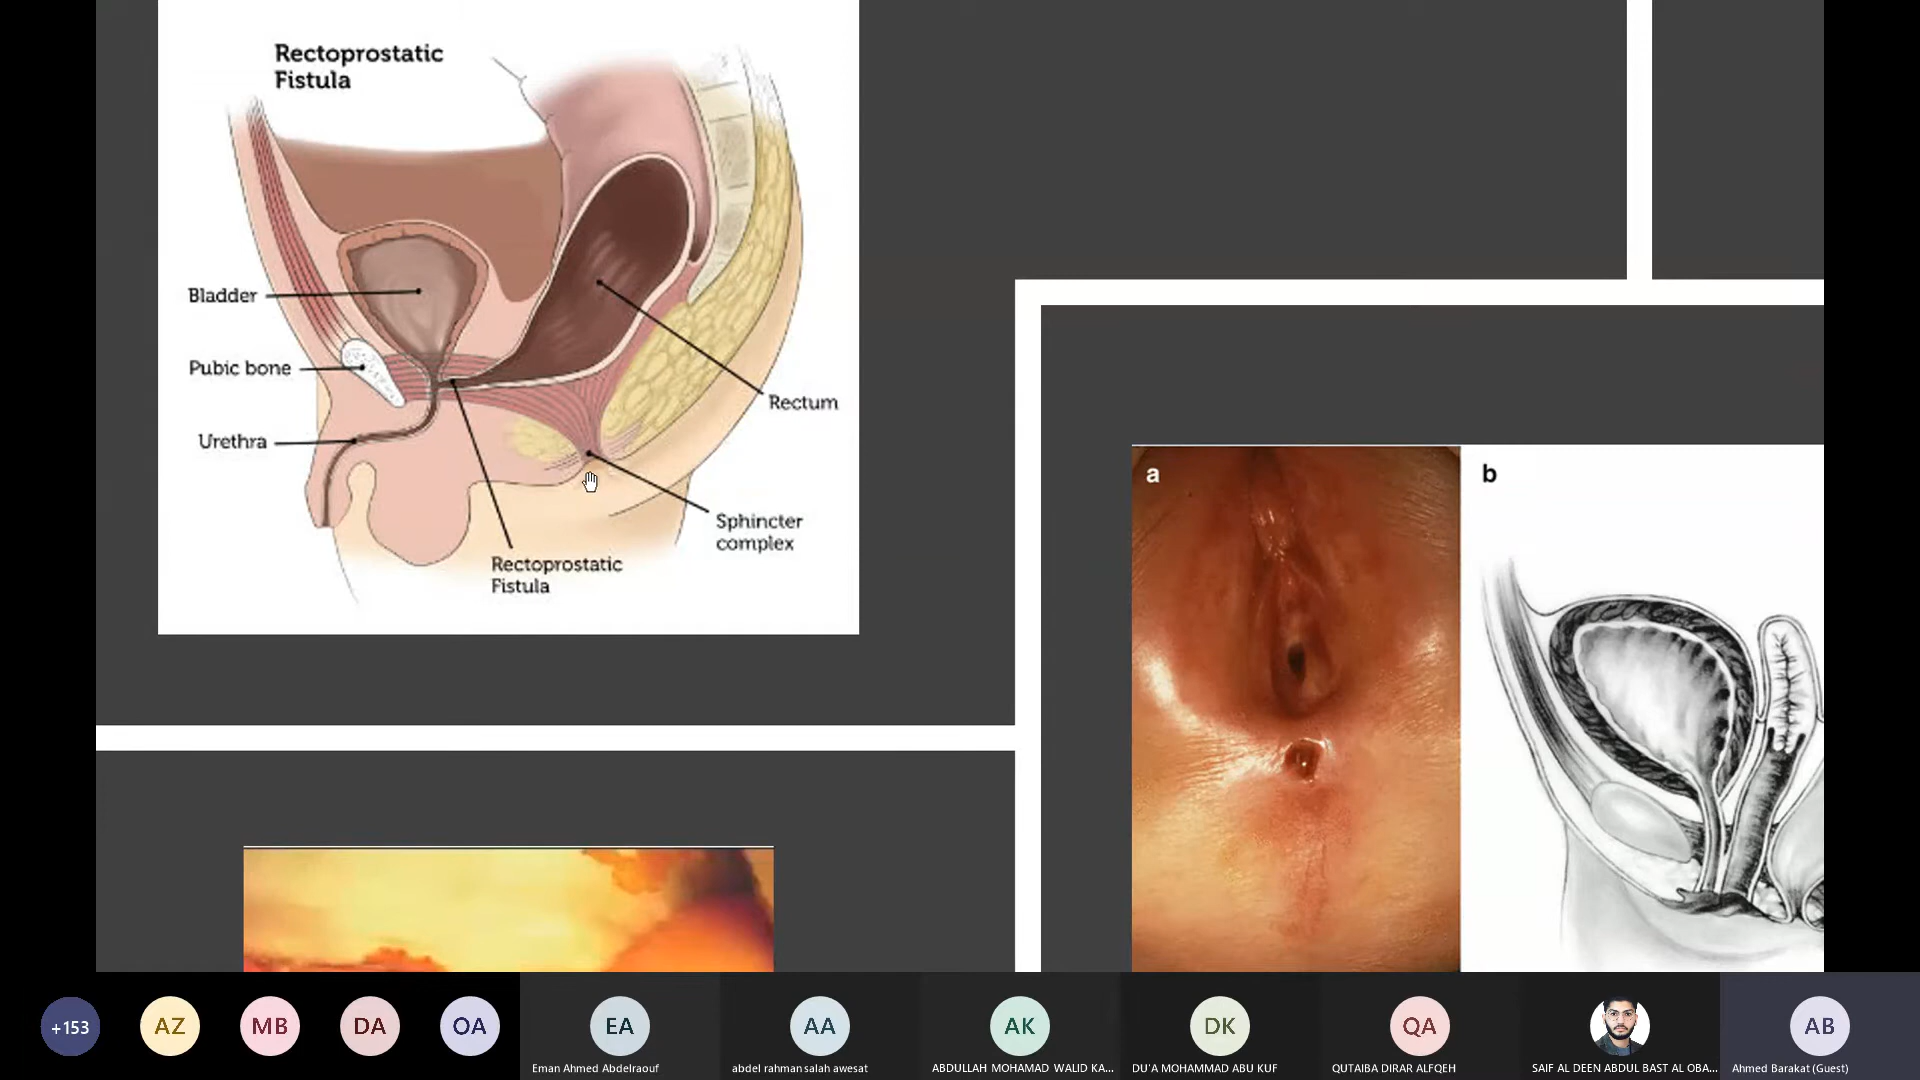 Rectoprostatic
Fistula
Bladder
Pubic bone
Urethra
Rectum
Sphincter
complex
Rectoprostatic
Fistula
a
b
+153
AZ
MB
DA
OA
EA
AA
AK
DK
QA
AB
Eman Ahmed Abdelraouf
abdel rahman salah awesat
ABDULLAH MOHAMAD WALID KA...
DU'A MOHAMMAD ABU KUF
QUTAIBA DIRAR ALFQEH
SAIF AL DEEN ABDUL BAST AL OBA...
Ahmed Barakat (Guest)